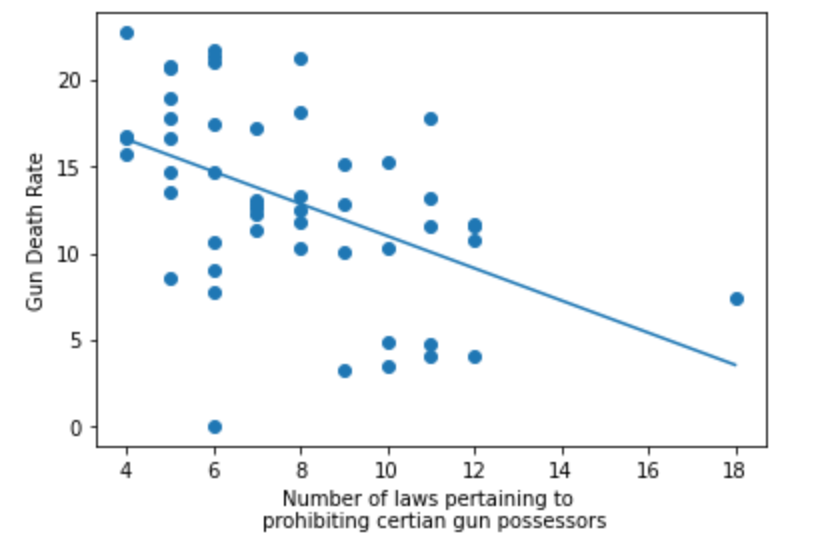 Gun Death Rate
20
15
10
5
0
4 6 8 10 12 14 16 18
Number of laws pertaining to
prohibiting certian gun possessors